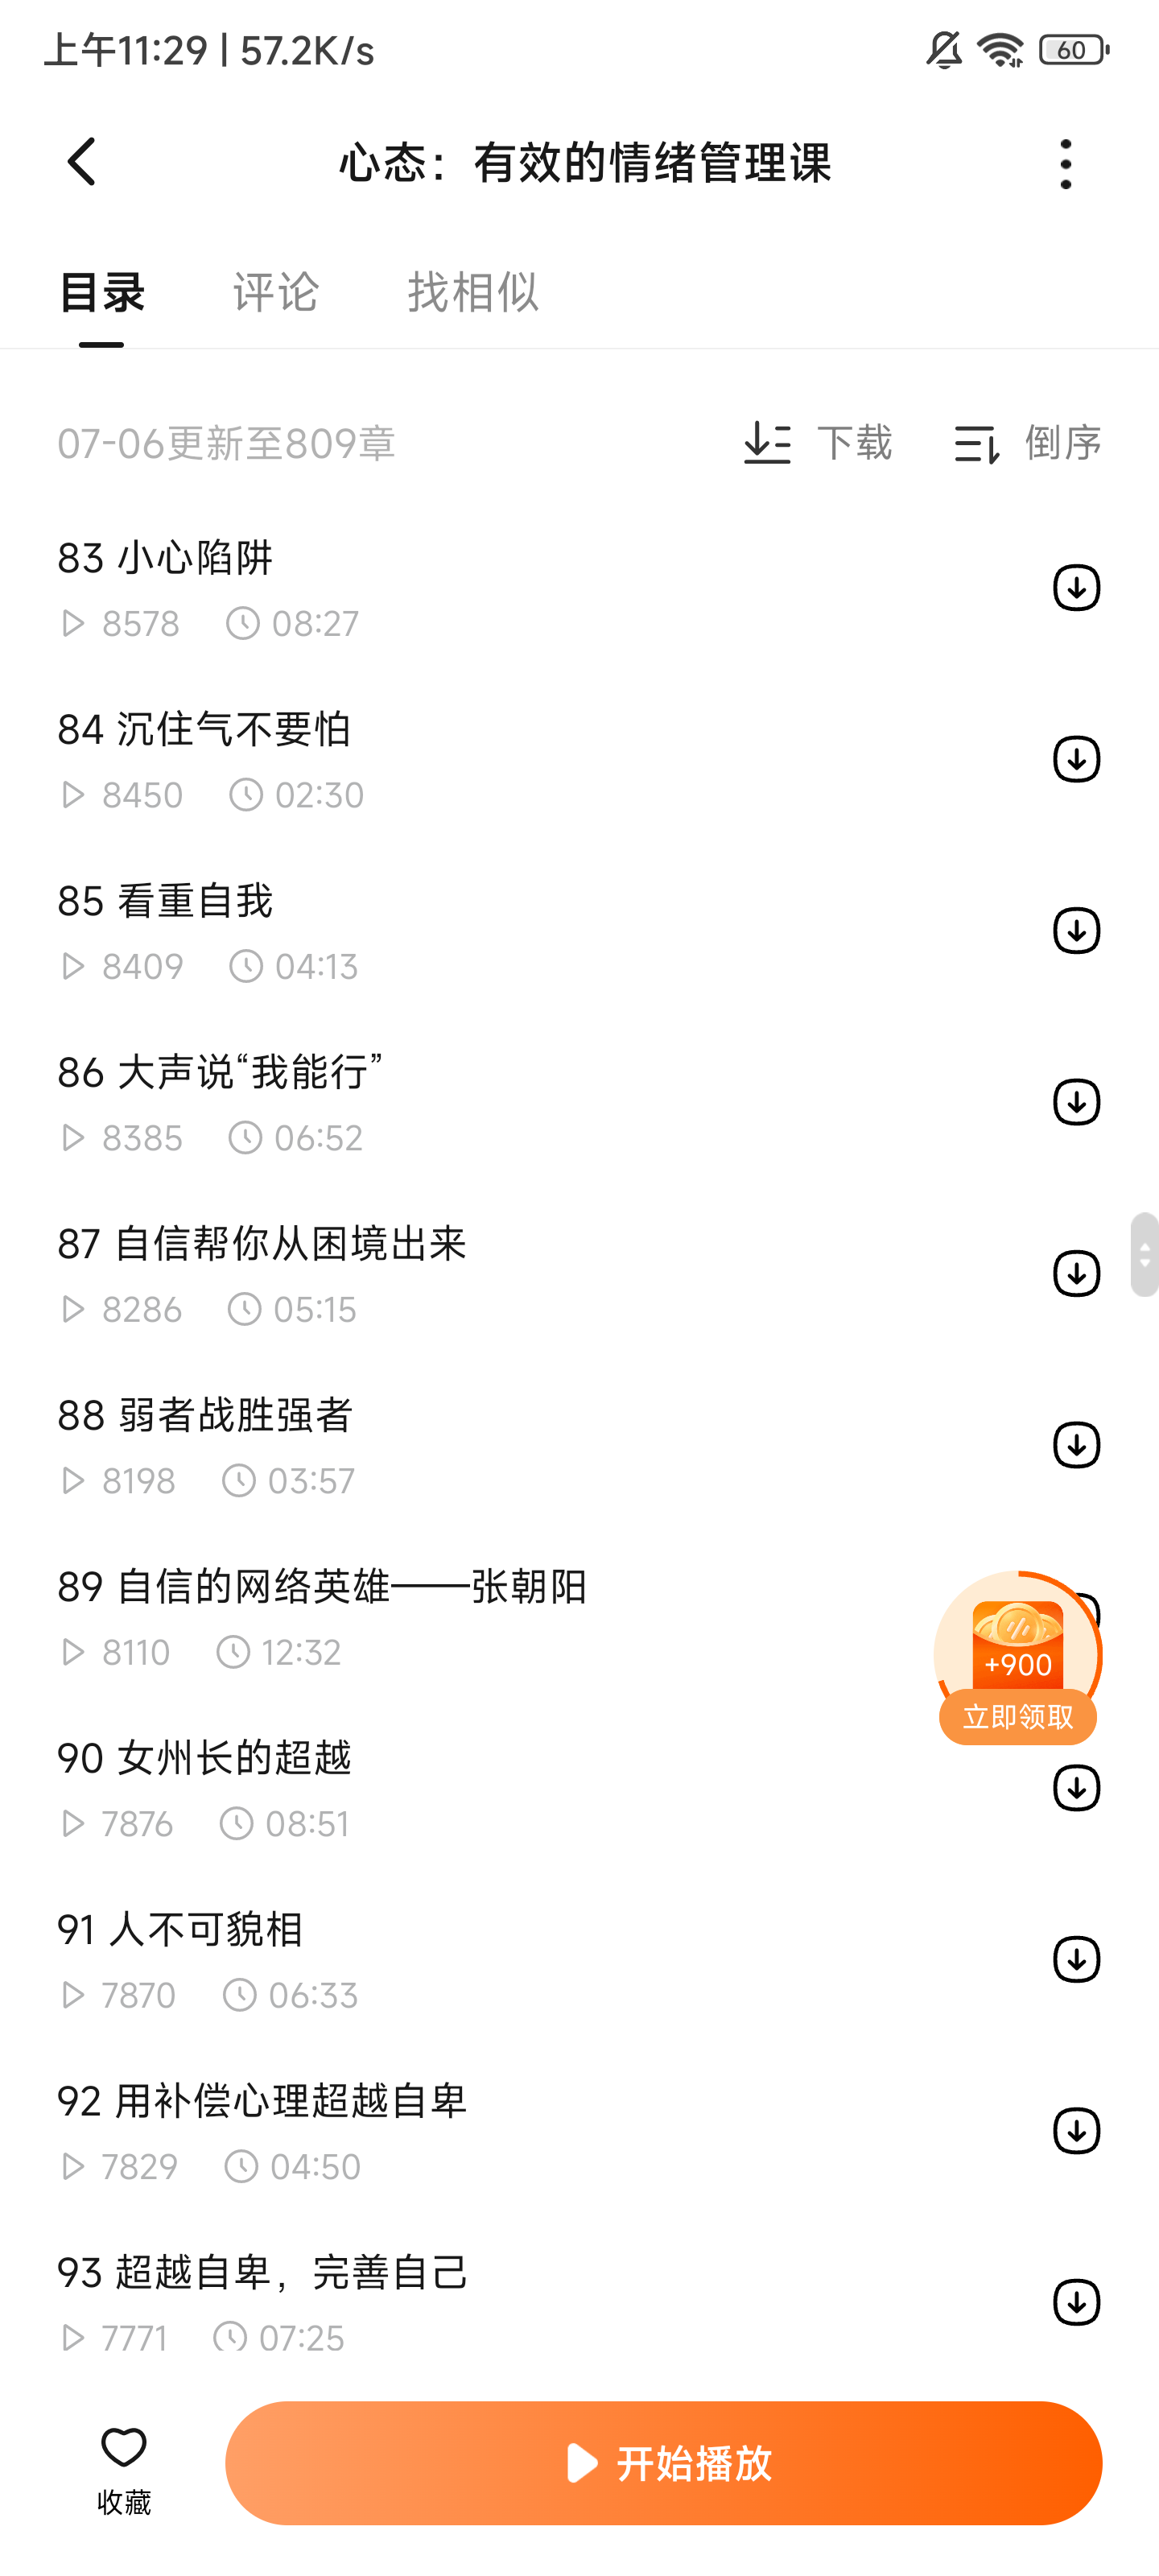 上午11:29 | 57.2K/s
60
心态：有效的情绪管理课
目录 评论 找相似
07-06更新至809章 下载 倒序
83 小心陷阱
8578 08:27
84 沉住气不要怕
8450 02:30
85 看重自我
8409 04:13
86 大声说“我能行”
8385 06:52
87 自信帮你从困境出来
8286 05:15
88 弱者战胜强者
8198 03:57
89 自信的网络英雄——张朝阳
8110 12:32
+900
立即领取
90 女州长的超越
7876 08:51
91 人不可貌相
7870 06:33
92 用补偿心理超越自卑
7829 04:50
93 超越自卑，完善自己
7771 07:25
收藏
开始播放